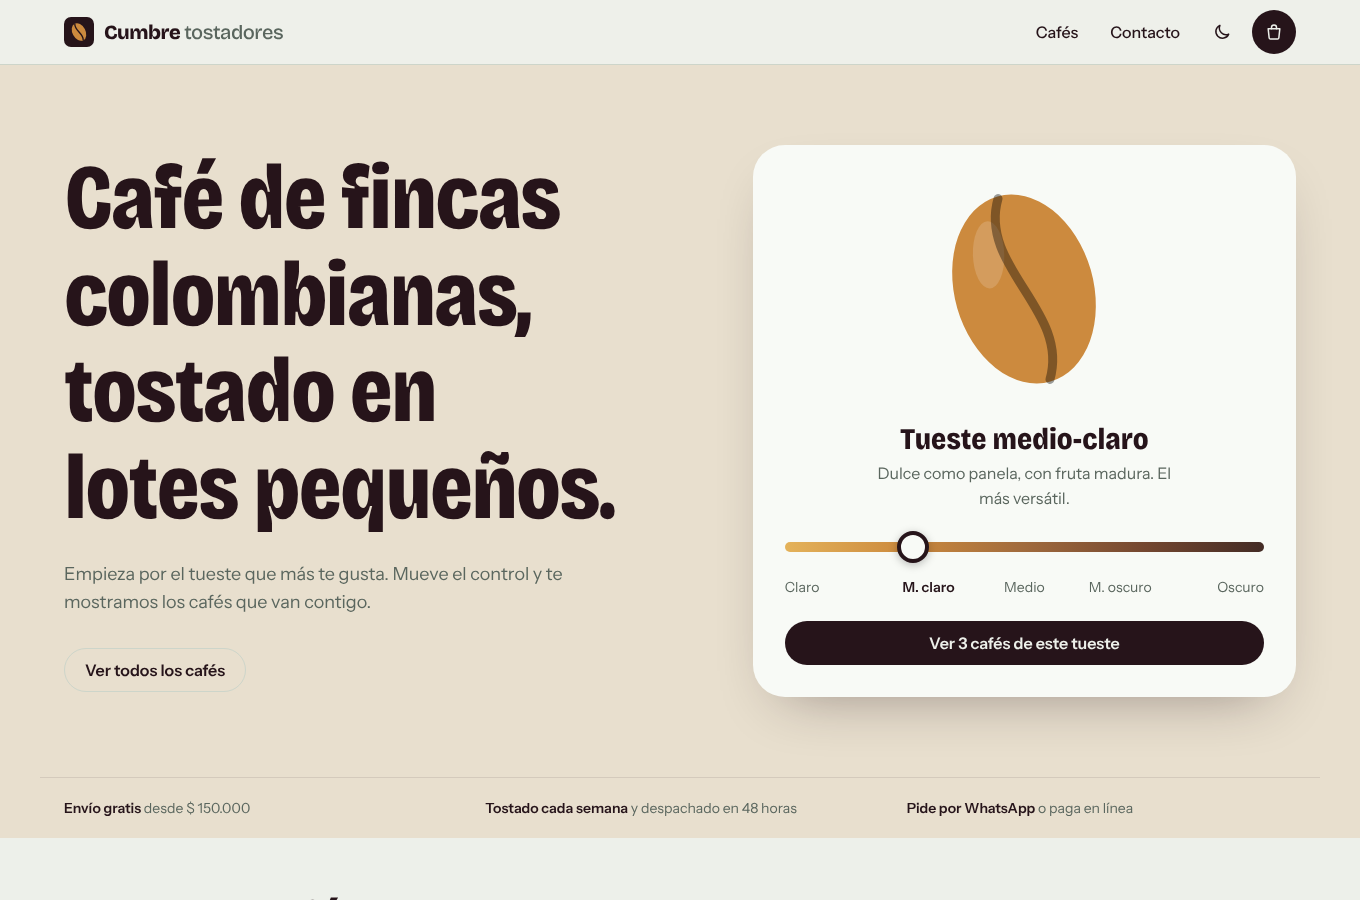 Cumbre tostadores
Cafés
Contacto
Café de fincas
colombianas,
tostado en
lotes pequeños.
Empieza por el tueste que más te gusta. Mueve el control y te
mostramos los cafés que van contigo.
Ver todos los cafés
Tueste medio-claro
Dulce como panela, con fruta madura. El
más versátil.
Claro
M. claro
Medio
M. oscuro
Oscuro
Ver 3 cafés de este tueste
Envío gratis desde $ 150.000
Tostado cada semana y despachado en 48 horas
Pide por WhatsApp o paga en línea